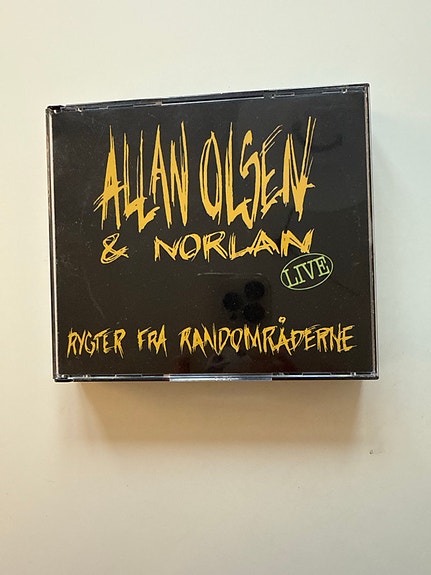 ALLAN OLSEN
& NORLAN
LIVE
RYGTER FRA RANDOMRÅDERNE